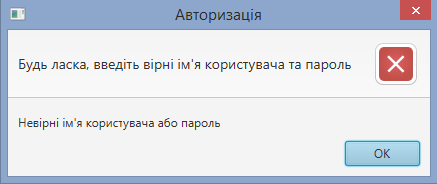 Авторизація
Будь ласка, введіть вірні ім'я користувача та пароль
Невірні ім'я користувача або пароль
OK